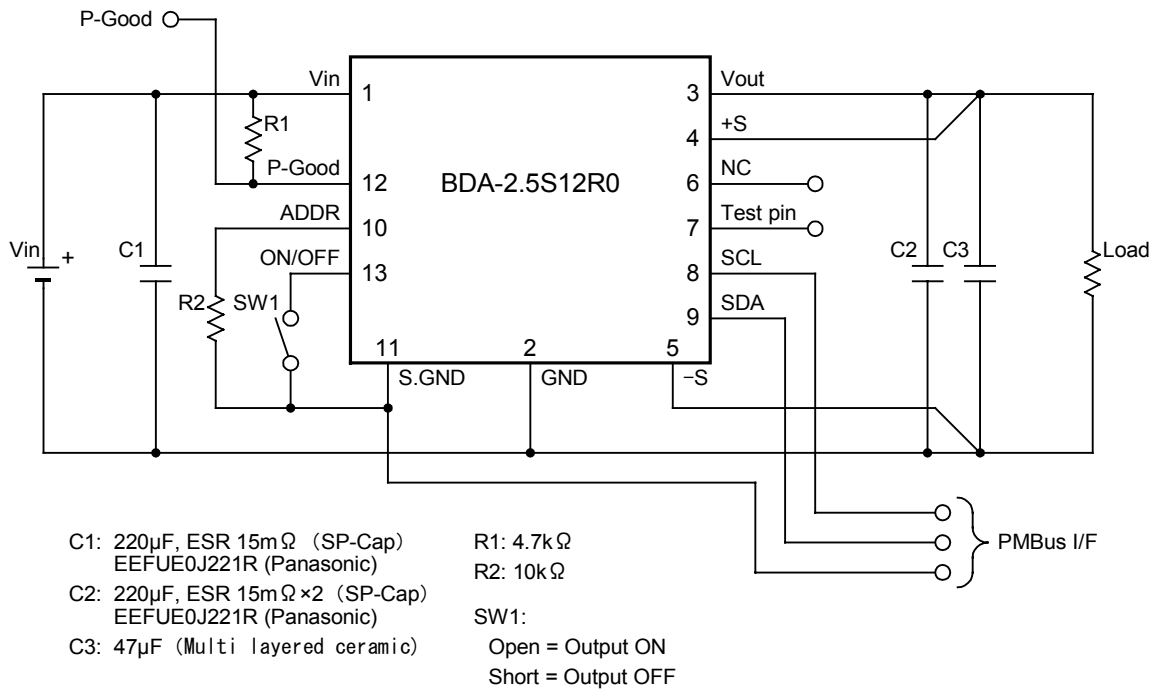 P-Good
Vin
1
3
Vout
R1
4
+S
P-Good
12
BDA-2.5S12R0
6
NC
ADDR
10
7
Test pin
Vin
+
C1
ON/OFF
13
8
SCL
C2
C3
Load
R2
SW1
9
SDA
11
2
5
S.GND
GND
−S
PMBus I/F
C1: 220µF, ESR 15mΩ (SP-Cap)
EEFUE0J221R (Panasonic)
C2: 220µF, ESR 15mΩ×2 (SP-Cap)
EEFUE0J221R (Panasonic)
C3: 47µF (Multi layered ceramic)
R1: 4.7kΩ
R2: 10kΩ
SW1:
Open = Output ON
Short = Output OFF